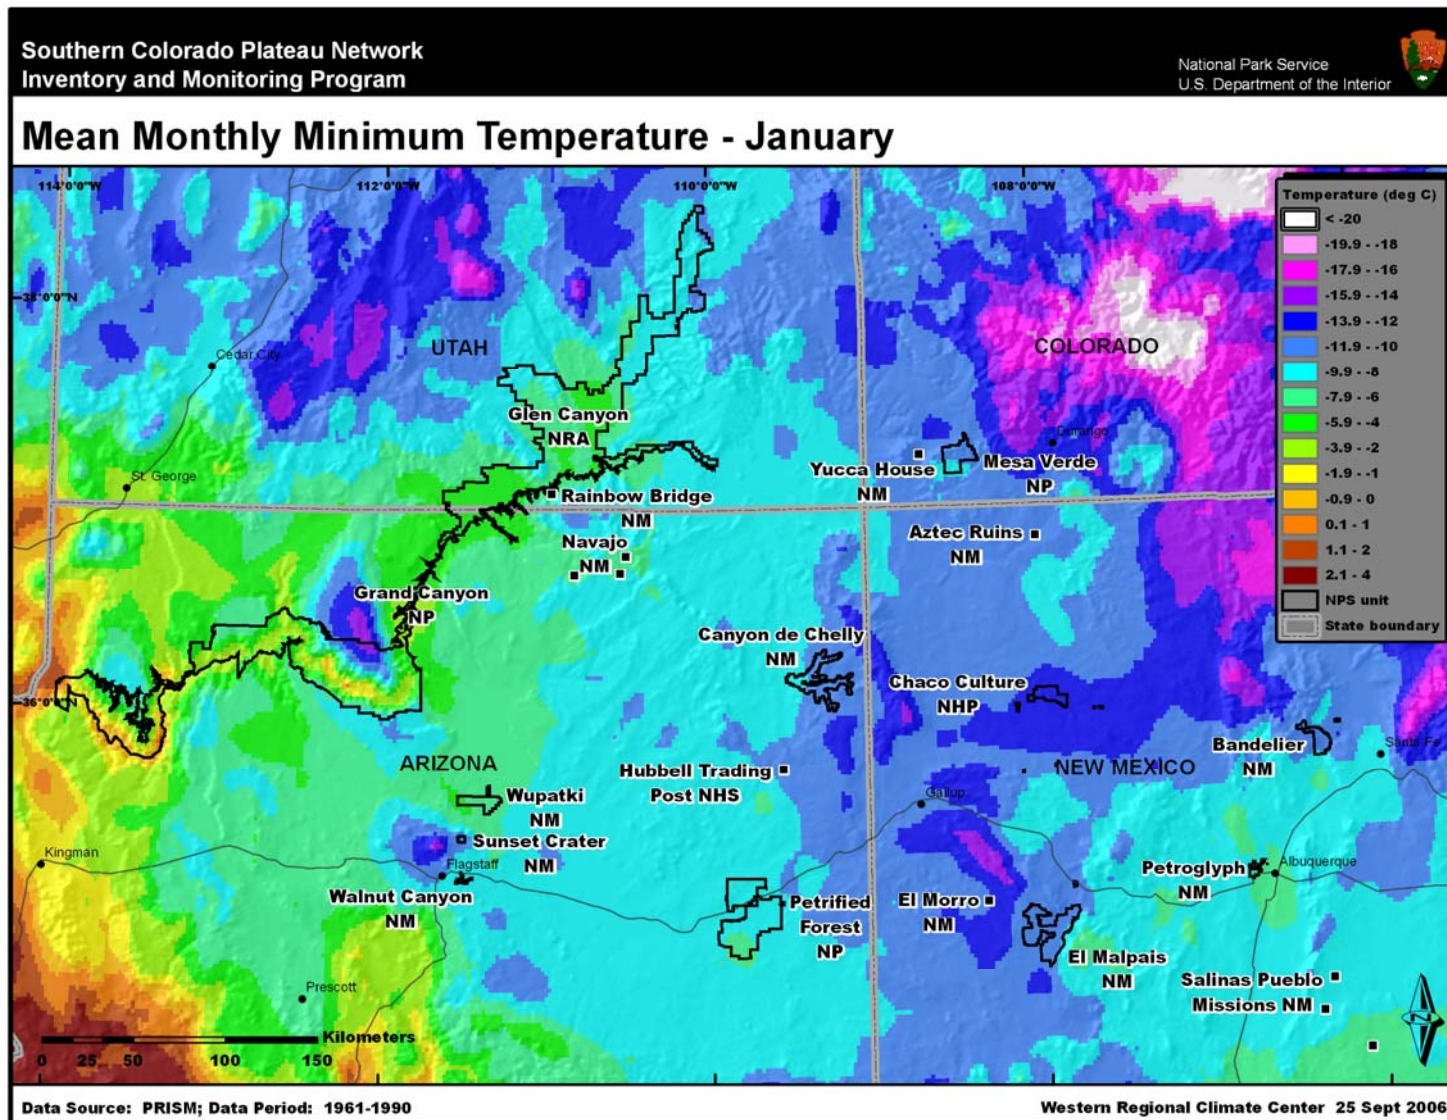 Southern Colorado Plateau Network
Inventory and Monitoring Program
National Park Service
U.S. Department of the Interior
Mean Monthly Minimum Temperature - January
114°0'0"W
112°0'0"W
110°0'0"W
108°0'0"W
Temperature (deg C)
< -20
-19.9 - -18
-17.9 - -16
-15.9 - -14
-13.9 - -12
-11.9 - -10
-9.9 - -8
-7.9 - -6
-5.9 - -4
-3.9 - -2
-1.9 - -1
-0.9 - 0
0.1 - 1
1.1 - 2
2.1 - 4
NPS unit
State boundary
38°0'0"N
UTAH
COLORADO
Cedar City
Glen Canyon
NRA
Durango
Yucca House
NM
Mesa Verde
NP
St. George
Rainbow Bridge
NM
Aztec Ruins
NM
Navajo
NM
Grand Canyon
NP
Canyon de Chelly
NM
Chaco Culture
NHP
36°0'0"N
Bandelier
NM
Santa Fe
ARIZONA
NEW MEXICO
Hubbell Trading
Post NHS
Wupatki
NM
Gallup
Sunset Crater
NM
Kingman
Flagstaff
Petroglyph
NM
Albuquerque
Walnut Canyon
NM
Petrified
Forest
NP
El Morro
NM
El Malpais
NM
Salinas Pueblo
Missions NM
Prescott
Kilometers
0 25 50 100 150
N
Data Source: PRISM; Data Period: 1961-1990
Western Regional Climate Center 25 Sept 2006